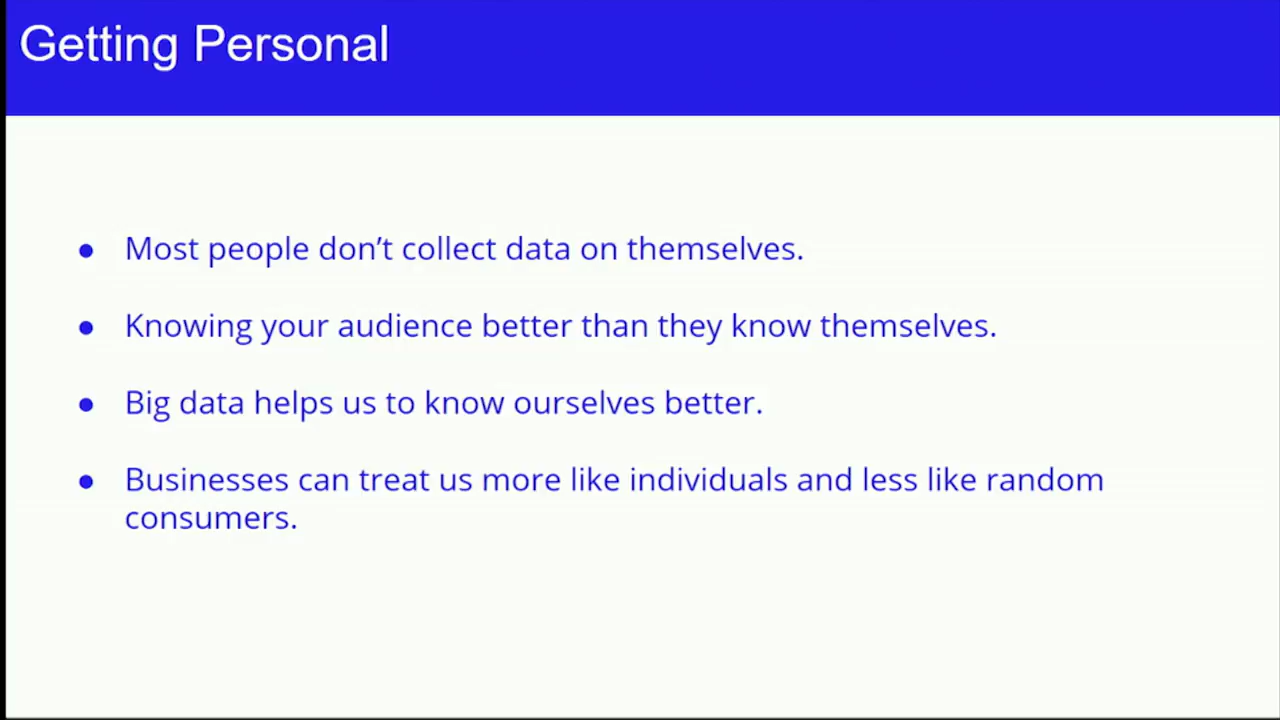 Getting Personal
● Most people don’t collect data on themselves.
● Knowing your audience better than they know themselves.
● Big data helps us to know ourselves better.
● Businesses can treat us more like individuals and less like random
consumers.